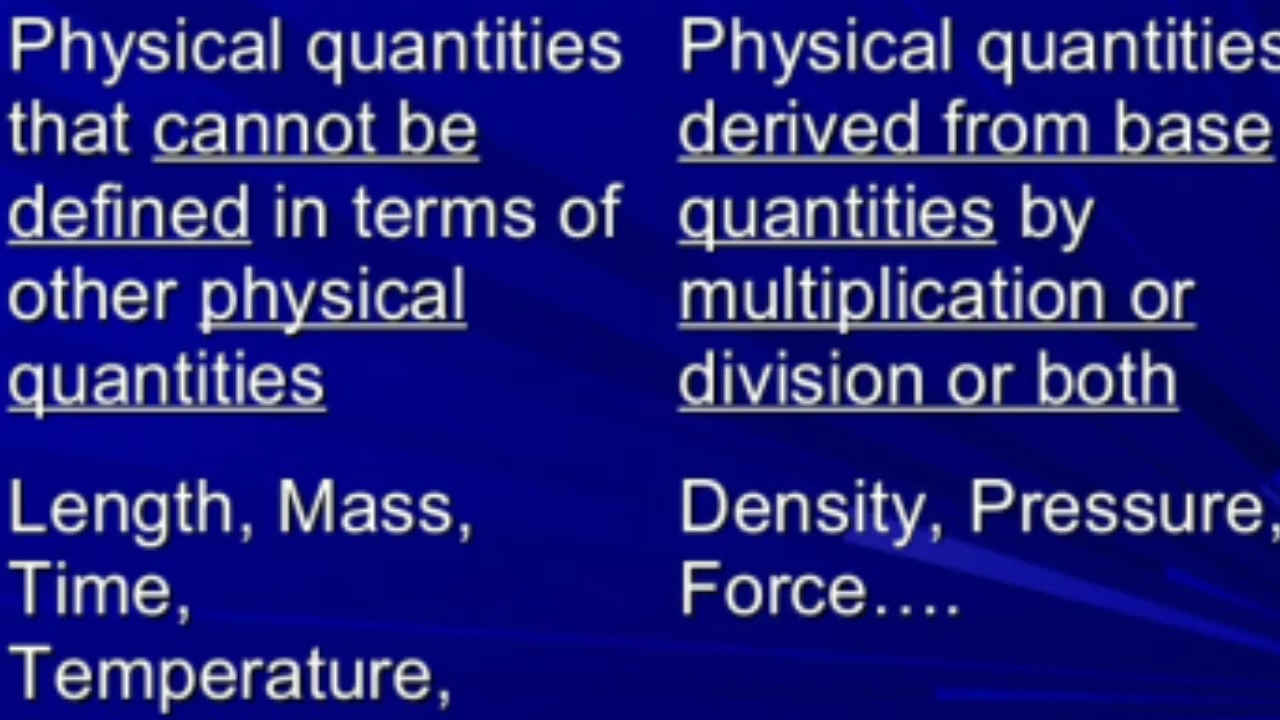 Physical quantities
that cannot be
defined in terms of
other physical
quantities
Length, Mass,
Time,
Temperature,
Physical quantities
derived from base
quantities by
multiplication or
division or both
Density, Pressure,
Force....